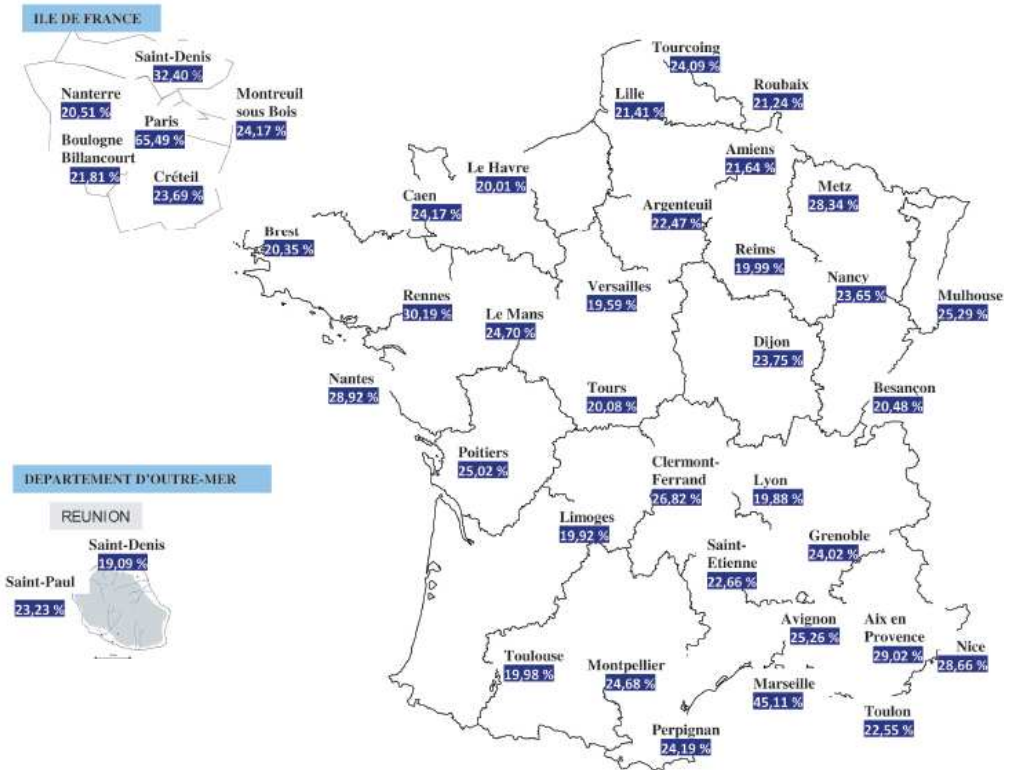 ILE DE FRANCE
Saint-Denis
32,40 %
Nanterre
20,51 %
Montreuil
sous Bois
24,17 %
Paris
65,49 %
Boulogne
Billancourt
21,81 %
Créteil
23,69 %
Tourcoing
24,09 %
Lille
21,41 %
Roubaix
21,24 %
Amiens
21,64 %
Le Havre
20,01 %
Metz
28,34 %
Caen
24,17 %
Argenteuil
22,47 %
Brest
20,35 %
Reims
19,99 %
Nancy
23,65 %
Versailles
19,59 %
Rennes
30,19 %
Mulhouse
25,29 %
Le Mans
24,70 %
Dijon
23,75 %
Nantes
28,92 %
Tours
20,08 %
Besançon
20,48 %
Poitiers
25,02 %
Clermont-
Ferrand
26,82 %
Lyon
19,88 %
Limoges
19,92 %
Grenoble
24,02 %
Saint-
Etienne
22,66 %
Avignon
25,26 %
Aix en
Provence
29,02 %
Nice
28,66 %
Toulouse
19,98 %
Montpellier
24,68 %
Marseille
45,11 %
Toulon
22,55 %
Perpignan
24,19 %
DEPARTEMENT D'OUTRE-MER
REUNION
Saint-Denis
19,09 %
Saint-Paul
23,23 %